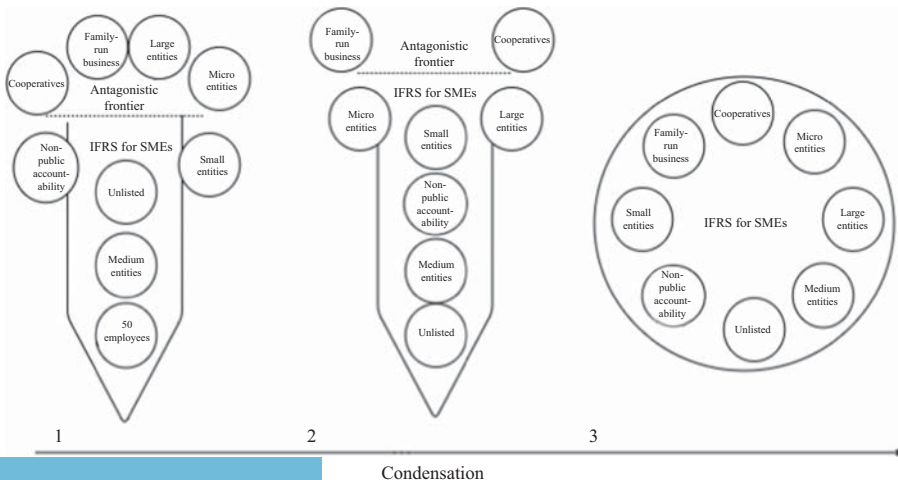 Family-
run
business
Large
entities
Cooperatives
Micro
entities
Antagonistic
frontier
Non-
public
account-
ability
IFRS for SMEs
Small
entities
Unlisted
Medium
entities
50
employees
Family-
run
business
Antagonistic
frontier
Cooperatives
IFRS for SMEs
Micro
entities
Large
entities
Small
entities
Non-
public
account-
ability
Medium
entities
Unlisted
Cooperatives
Family-
run
business
Micro
entities
Small
entities
IFRS for SMEs
Large
entities
Non-
public
account-
ability
Medium
entities
Unlisted
1
2
3
Condensation